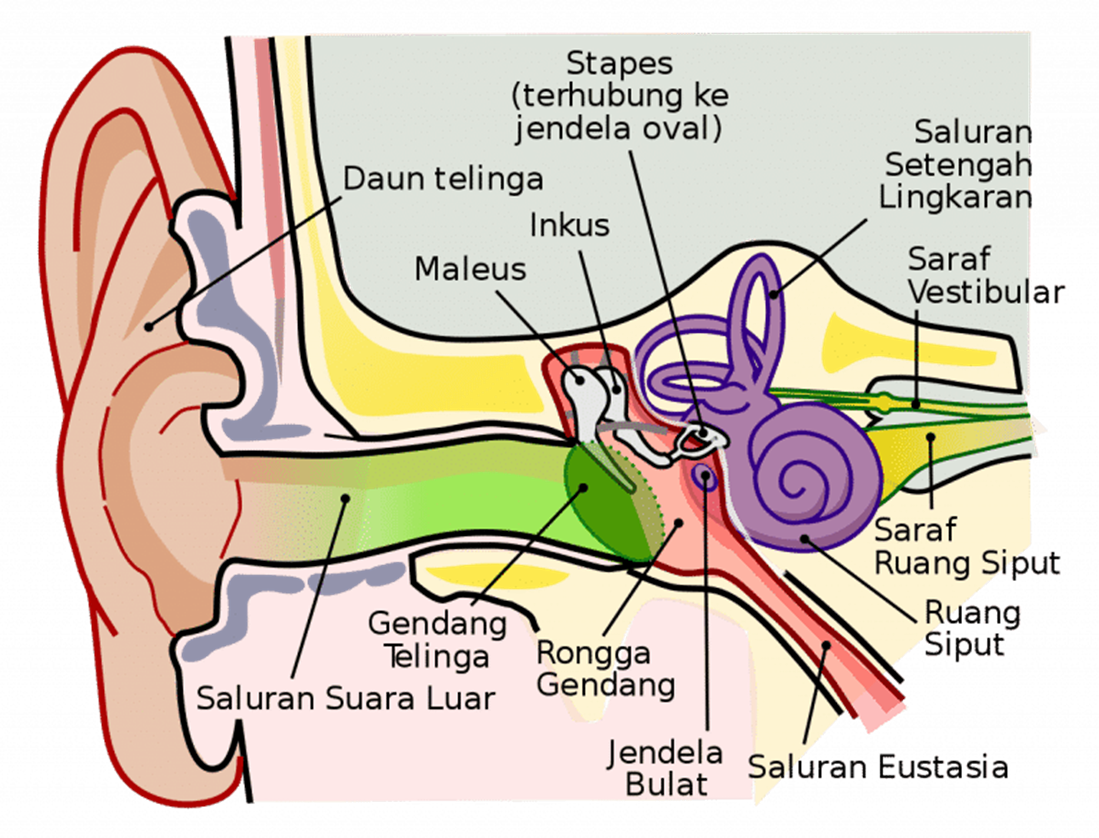 Stapes
(terhubung ke
jendela oval)
Saluran
Setengah
Lingkaran
Daun telinga
Inkus
Maleus
Saraf
Vestibular
Saraf
Ruang Siput
Ruang
Siput
Gendang
Telinga
Rongga
Gendang
Saluran Suara Luar
Jendela
Bulat
Saluran Eustasia